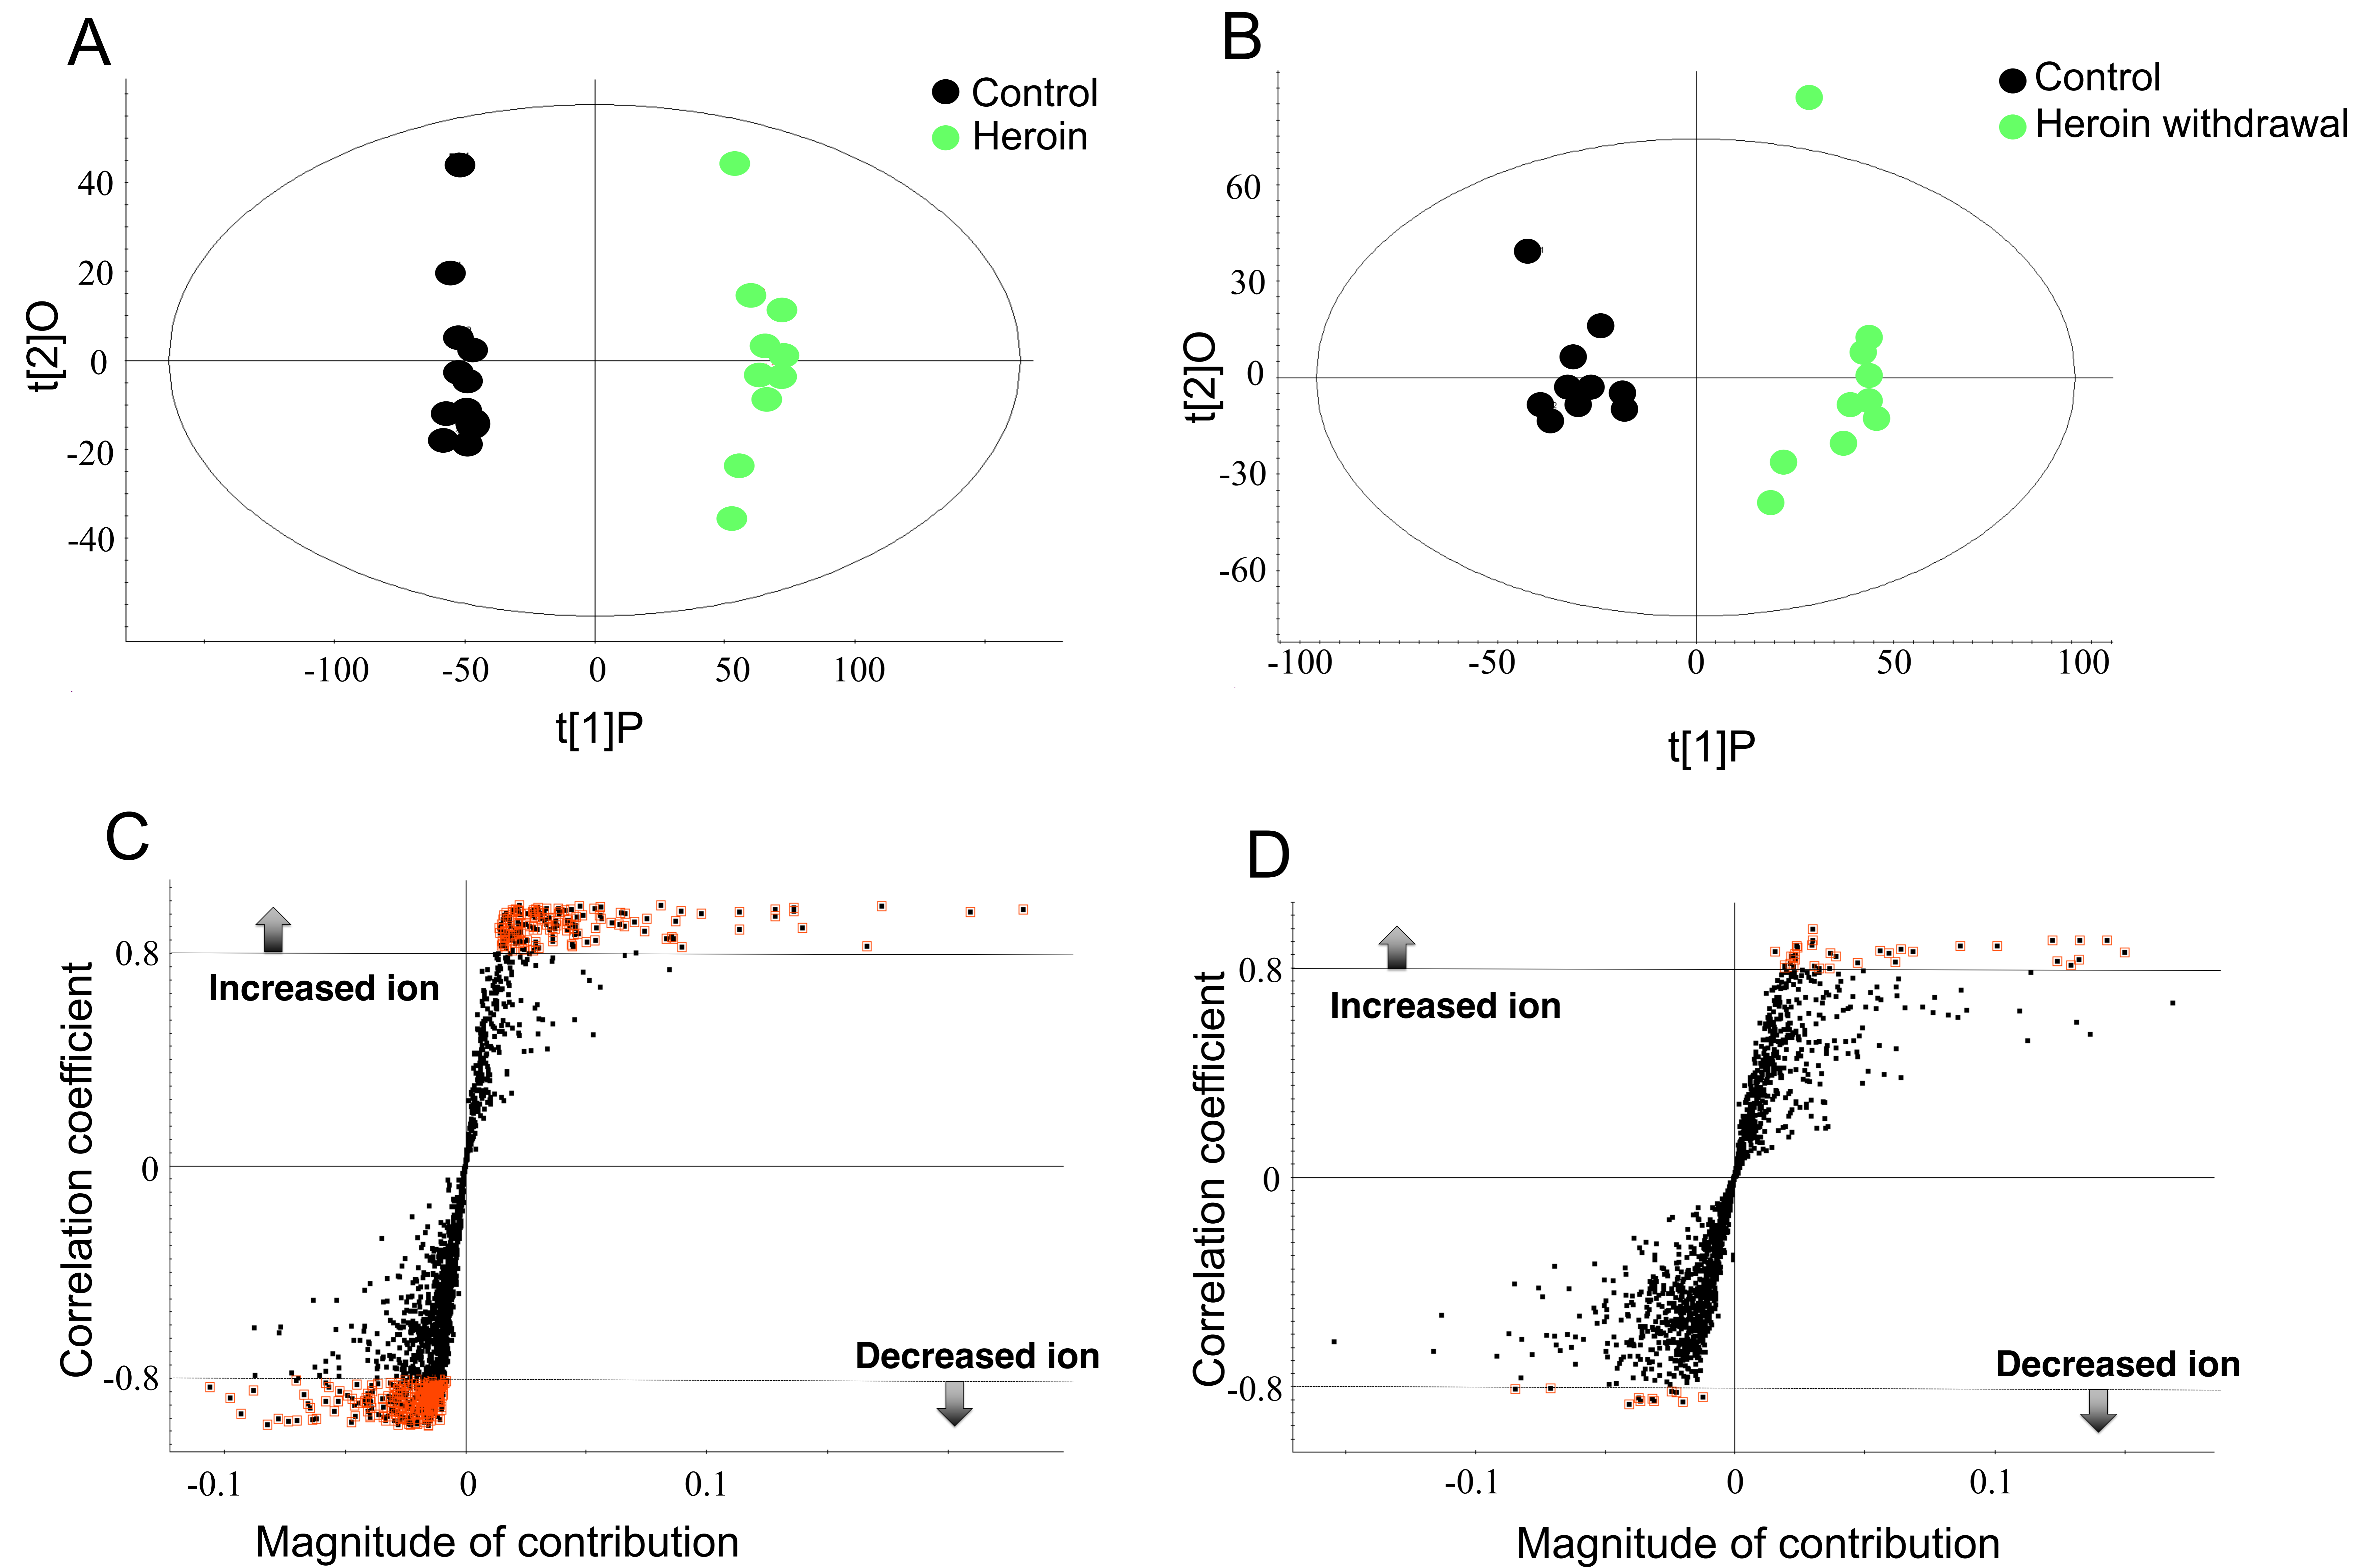 A
Control
Heroin
t[2]O
40
20
0
-20
-40
-100 -50 0 50 100
t[1]P
B
Control
Heroin withdrawal
t[2]O
60
30
0
-30
-60
-100 -50 0 50 100
t[1]P
C
Correlation coefficient
0.8
Increased ion
0
Decreased ion
-0.8
-0.1 0 0.1
Magnitude of contribution
D
Correlation coefficient
0.8
Increased ion
0
Decreased ion
-0.8
-0.1 0 0.1
Magnitude of contribution